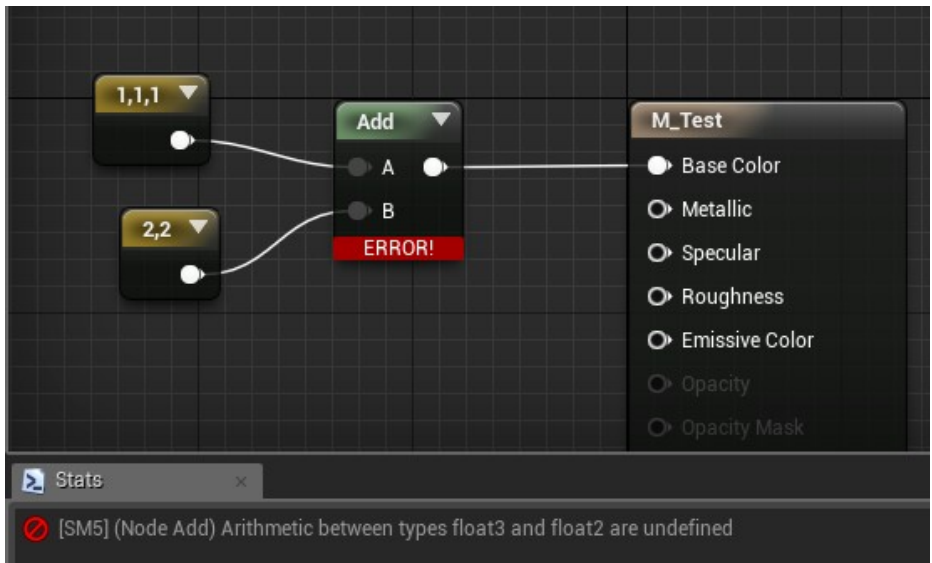 1,1,1
Add
M_Test
A
Base Color
2,2
B
Metallic
ERROR!
Specular
Roughness
Emissive Color
Opacity
Opacity Mask
Stats
[SM5] (Node Add) Arithmetic between types float3 and float2 are undefined